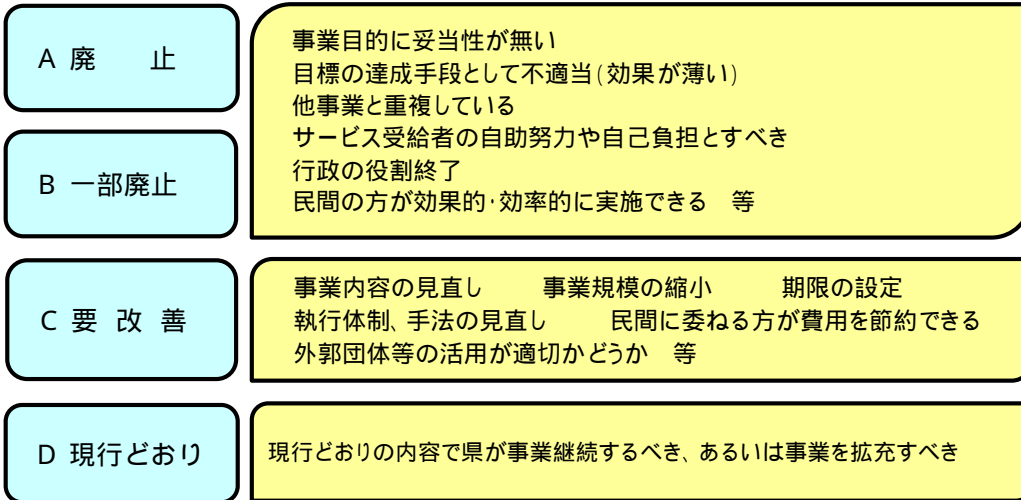 A 廃　　止
事業目的に妥当性が無い
目標の達成手段として不適当(効果が薄い)
他事業と重複している
サービス受給者の自助努力や自己負担とすべき
B 一部廃止
行政の役割終了
民間の方が効果的・効率的に実施できる　等
C 要 改 善
事業内容の見直し　　事業規模の縮小　　期限の設定
執行体制、手法の見直し　　民間に委ねる方が費用を節約できる
外郭団体等の活用が適切かどうか　等
D 現行どおり
現行どおりの内容で県が事業継続するべき、あるいは事業を拡充すべき